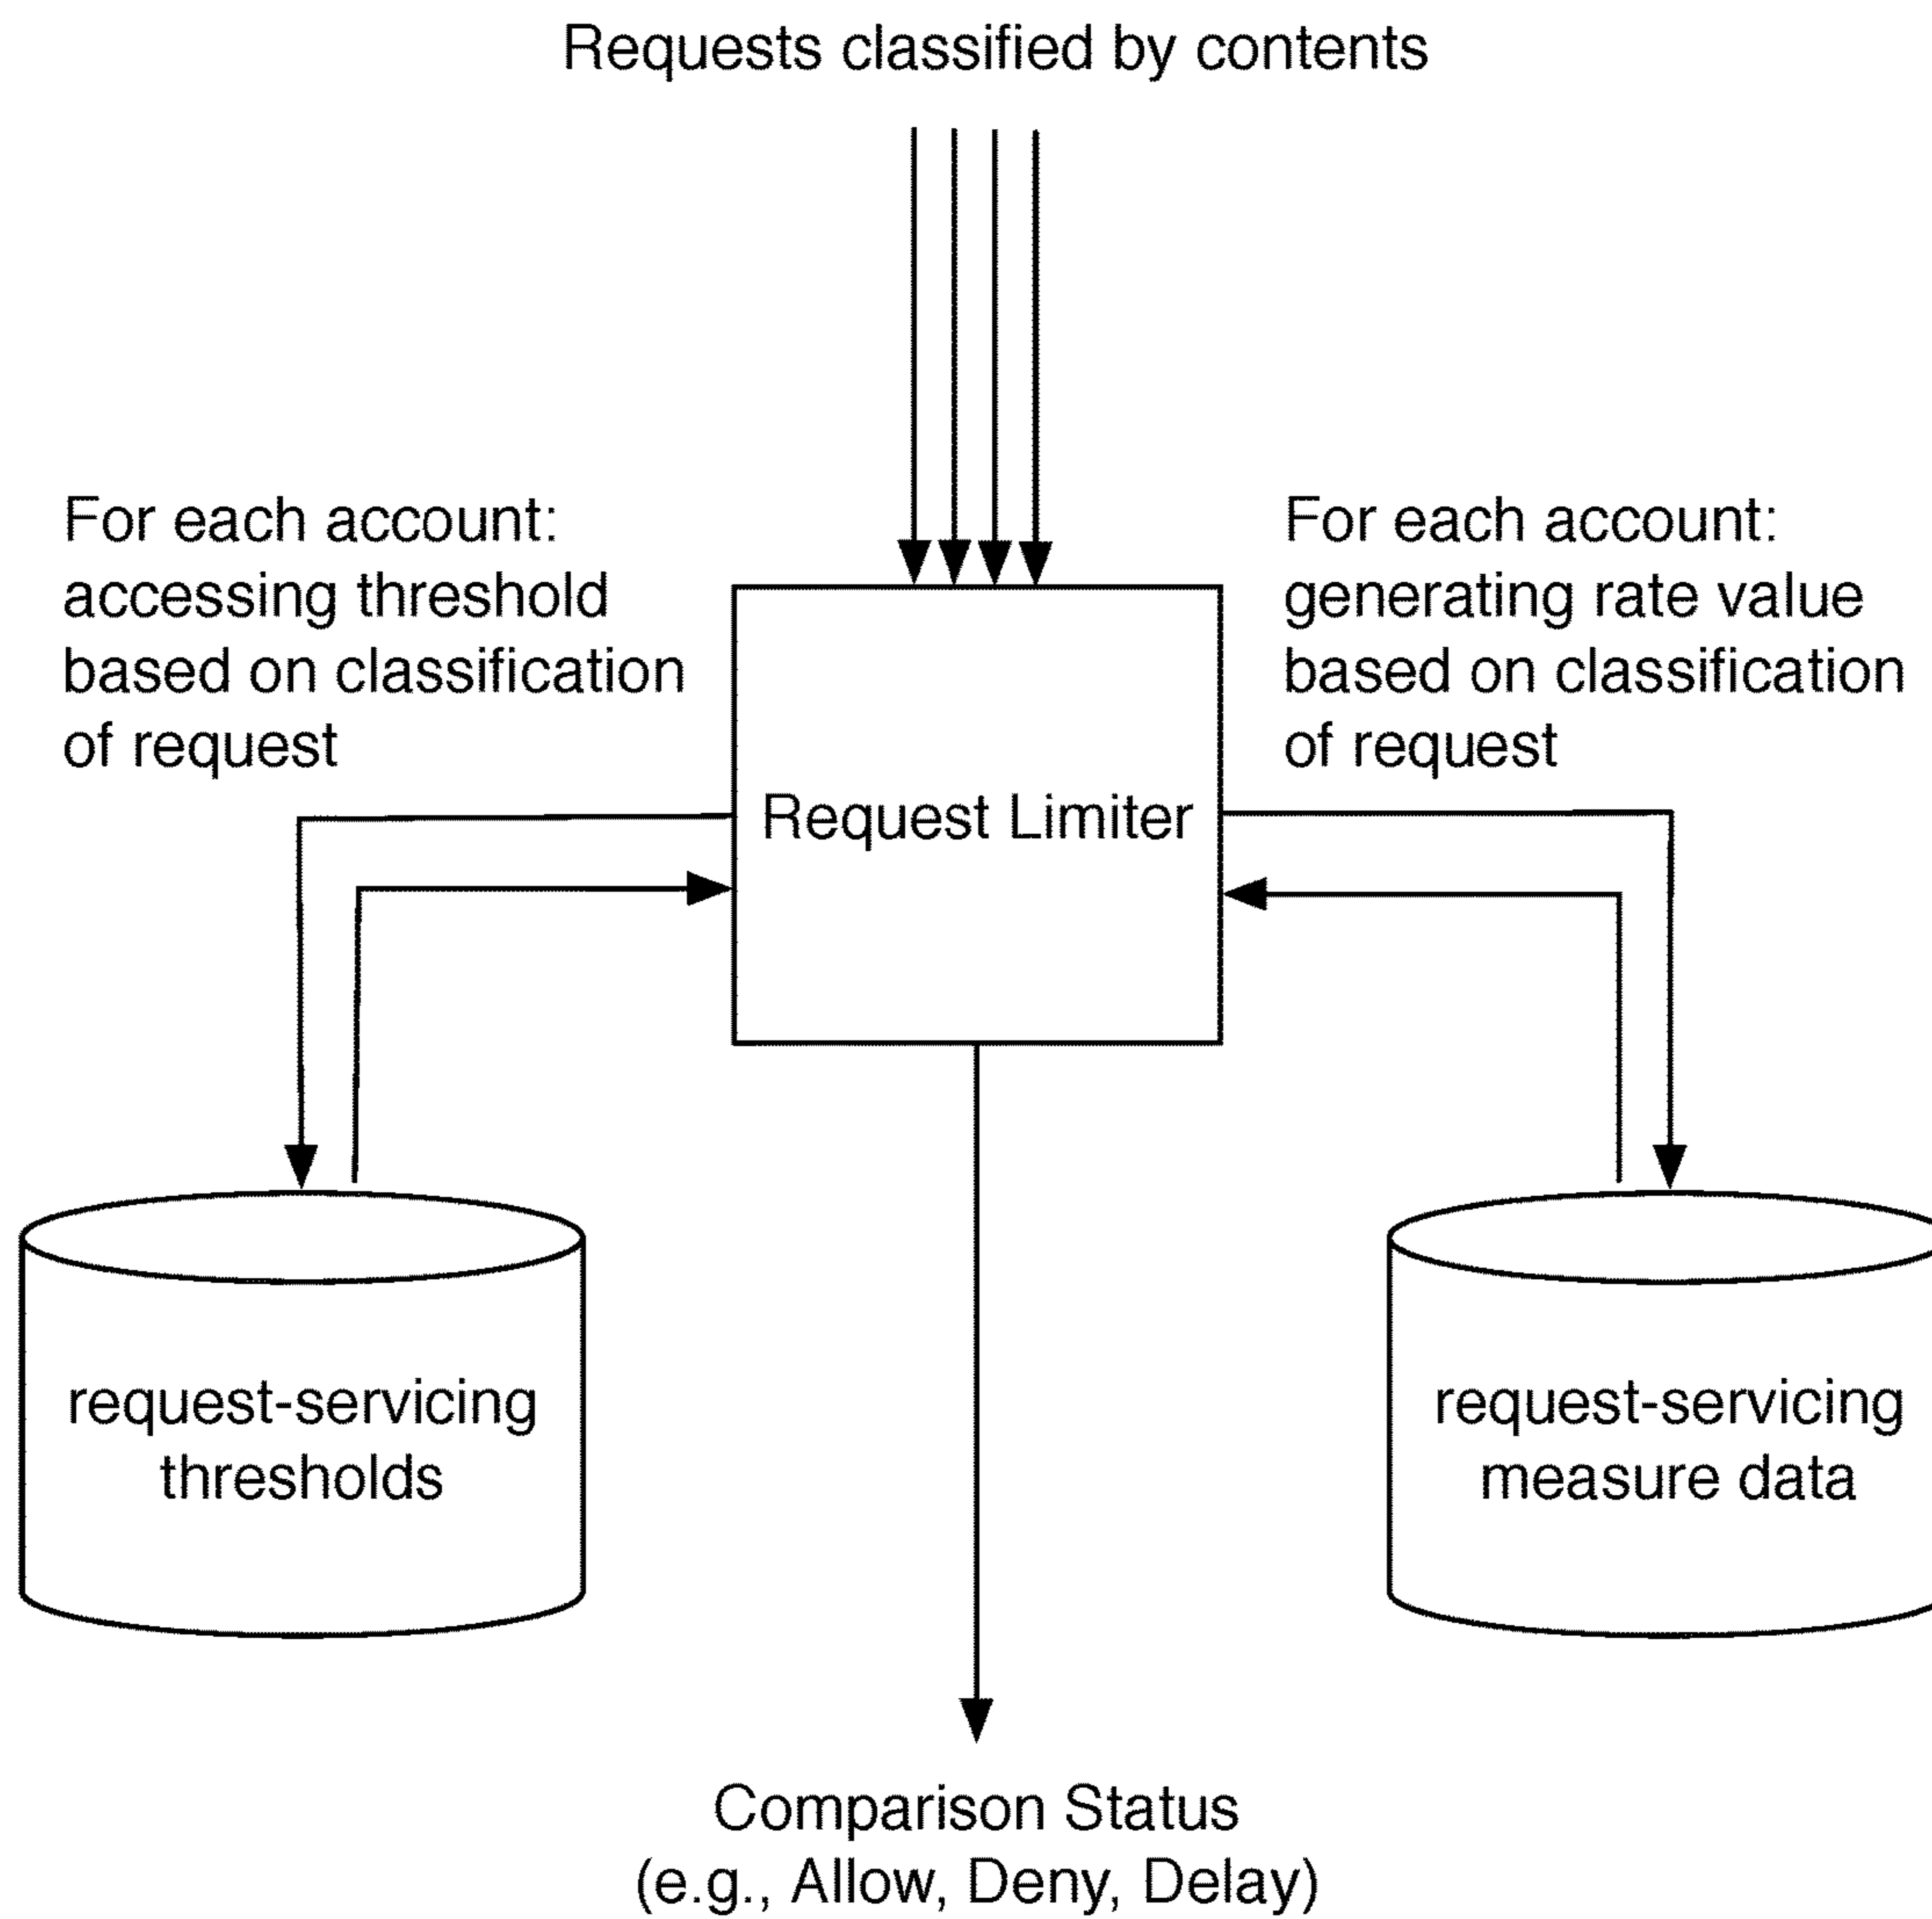 Requests classified by contents
For each account:
accessing threshold
based on classification
of request
For each account:
generating rate value
based on classification
of request
Request Limiter
request-servicing
thresholds
request-servicing
measure data
Comparison Status
(e.g., Allow, Deny, Delay)